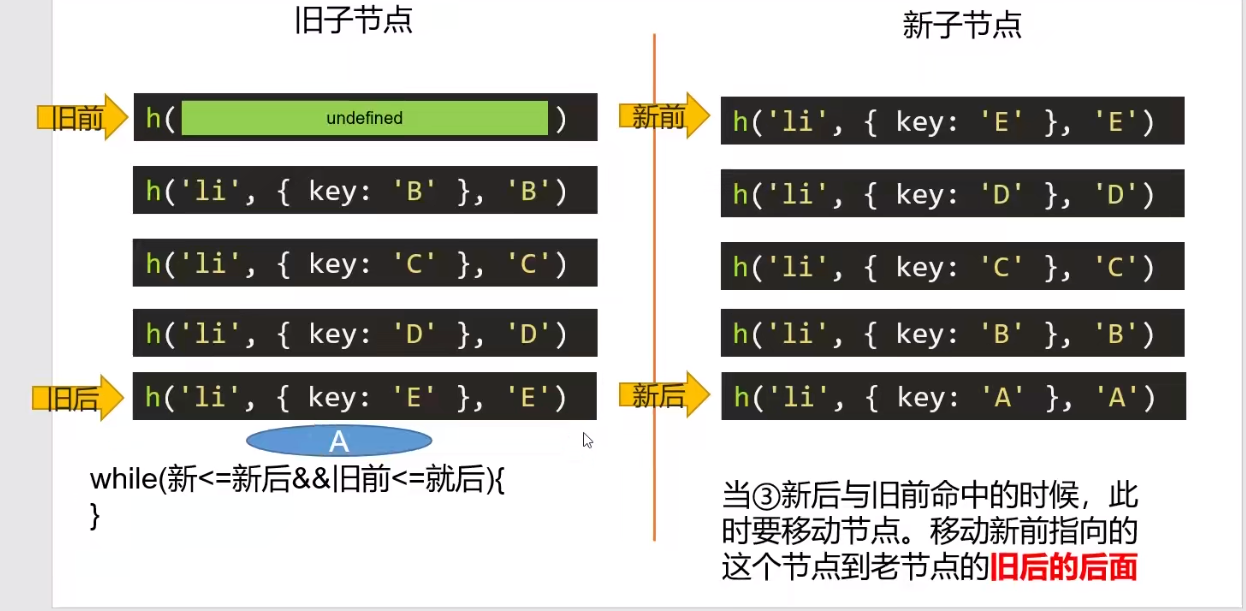 旧子节点
新子节点
旧前
h( undefined )
新前
h('li', { key: 'E' }, 'E')
h('li', { key: 'B' }, 'B')
h('li', { key: 'D' }, 'D')
h('li', { key: 'C' }, 'C')
h('li', { key: 'C' }, 'C')
h('li', { key: 'D' }, 'D')
h('li', { key: 'B' }, 'B')
旧后
h('li', { key: 'E' }, 'E')
新后
h('li', { key: 'A' }, 'A')
A
while(新<=新后&&旧前<=就后){
}
当③新后与旧前命中的时候，此
时要移动节点。移动新前指向的
这个节点到老节点的旧后的后面